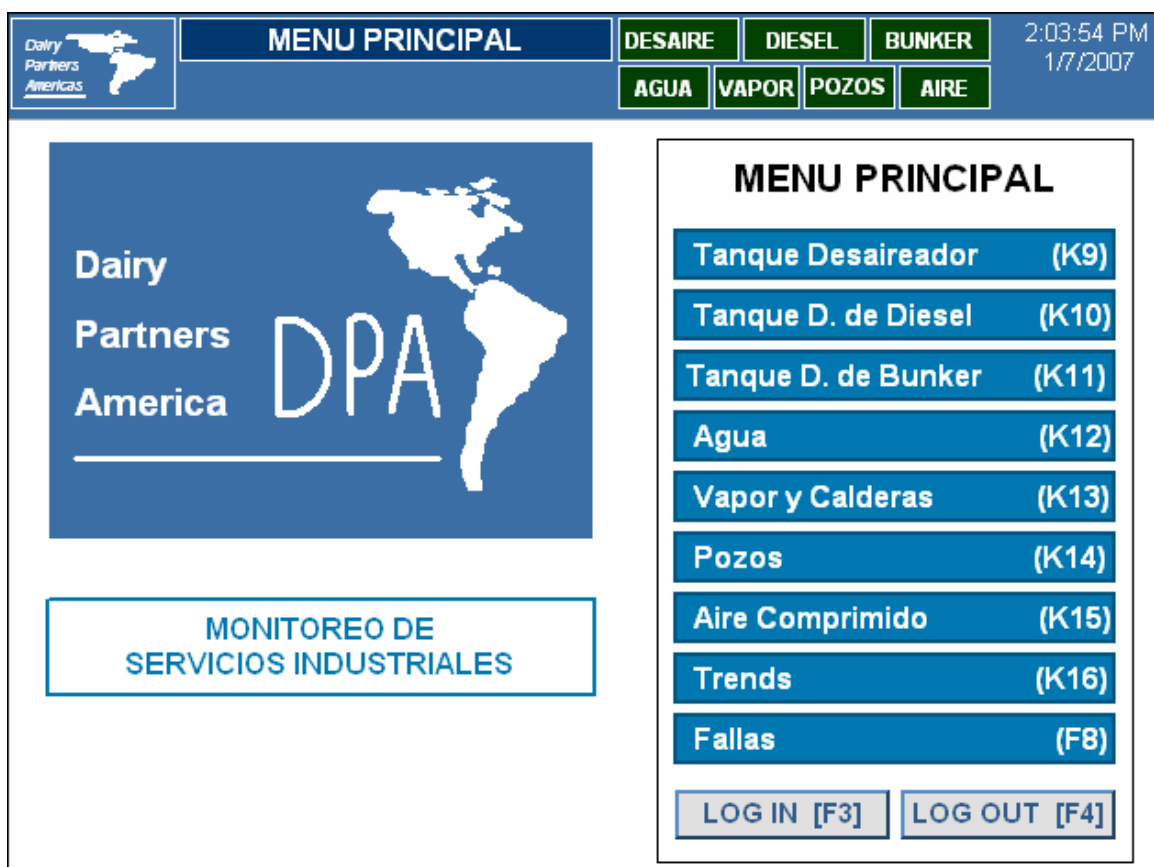 Dairy
Partners
Americas
MENU PRINCIPAL
DESAIRE DIESEL BUNKER
AGUA VAPOR POZOS AIRE
2:03:54 PM
1/7/2007
Dairy
Partners
America
DPA
MONITOREO DE
SERVICIOS INDUSTRIALES
MENU PRINCIPAL
Tanque Desaireador (K9)
Tanque D. de Diesel (K10)
Tanque D. de Bunker (K11)
Agua (K12)
Vapor y Calderas (K13)
Pozos (K14)
Aire Comprimido (K15)
Trends (K16)
Fallas (F8)
LOG IN [F3] LOG OUT [F4]